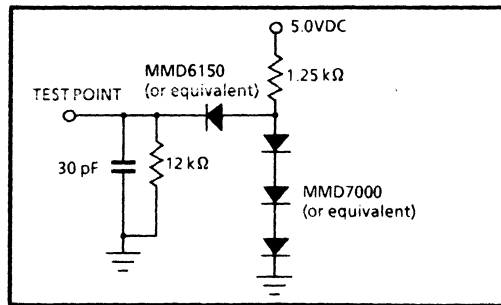 5.0VDC
MMD6150
(or equivalent)
1.25 kΩ
TEST POINT
30 pF
12 kΩ
MMD7000
(or equivalent)